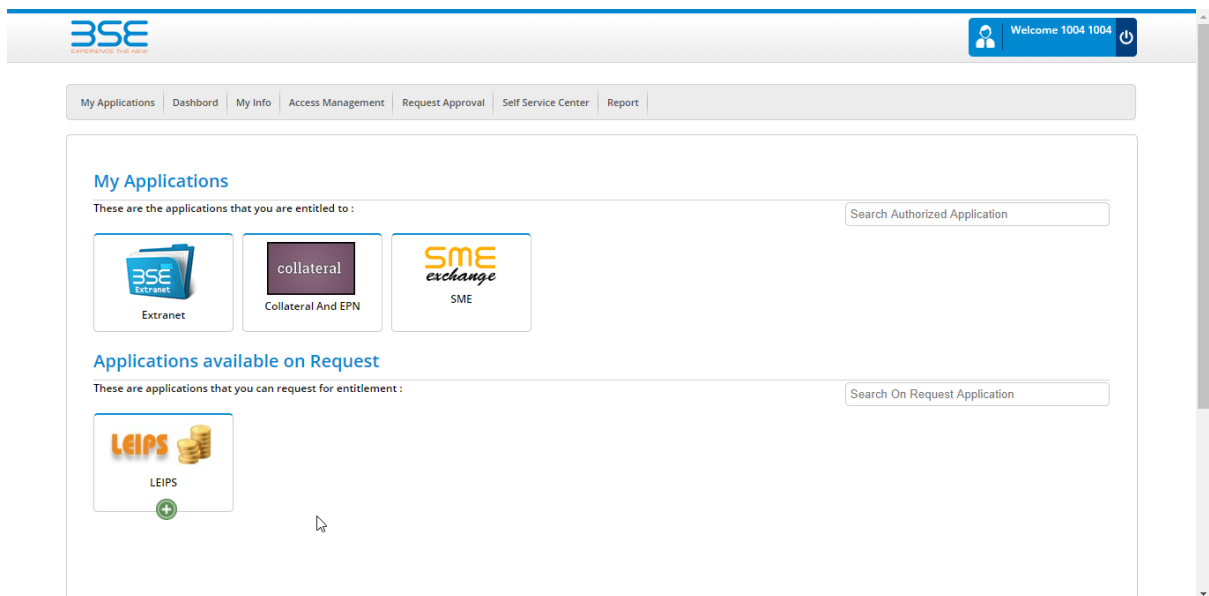 BSE
EXPERIENCE THE NEW
Welcome 1004 1004
My Applications Dashbord My Info Access Management Request Approval Self Service Center Report
My Applications
These are the applications that you are entitled to :
Search Authorized Application
BSE
Extranet
Extranet
collateral
Collateral And EPN
SME
exchange
SME
Applications available on Request
These are applications that you can request for entitlement :
Search On Request Application
LEIPS
LEIPS